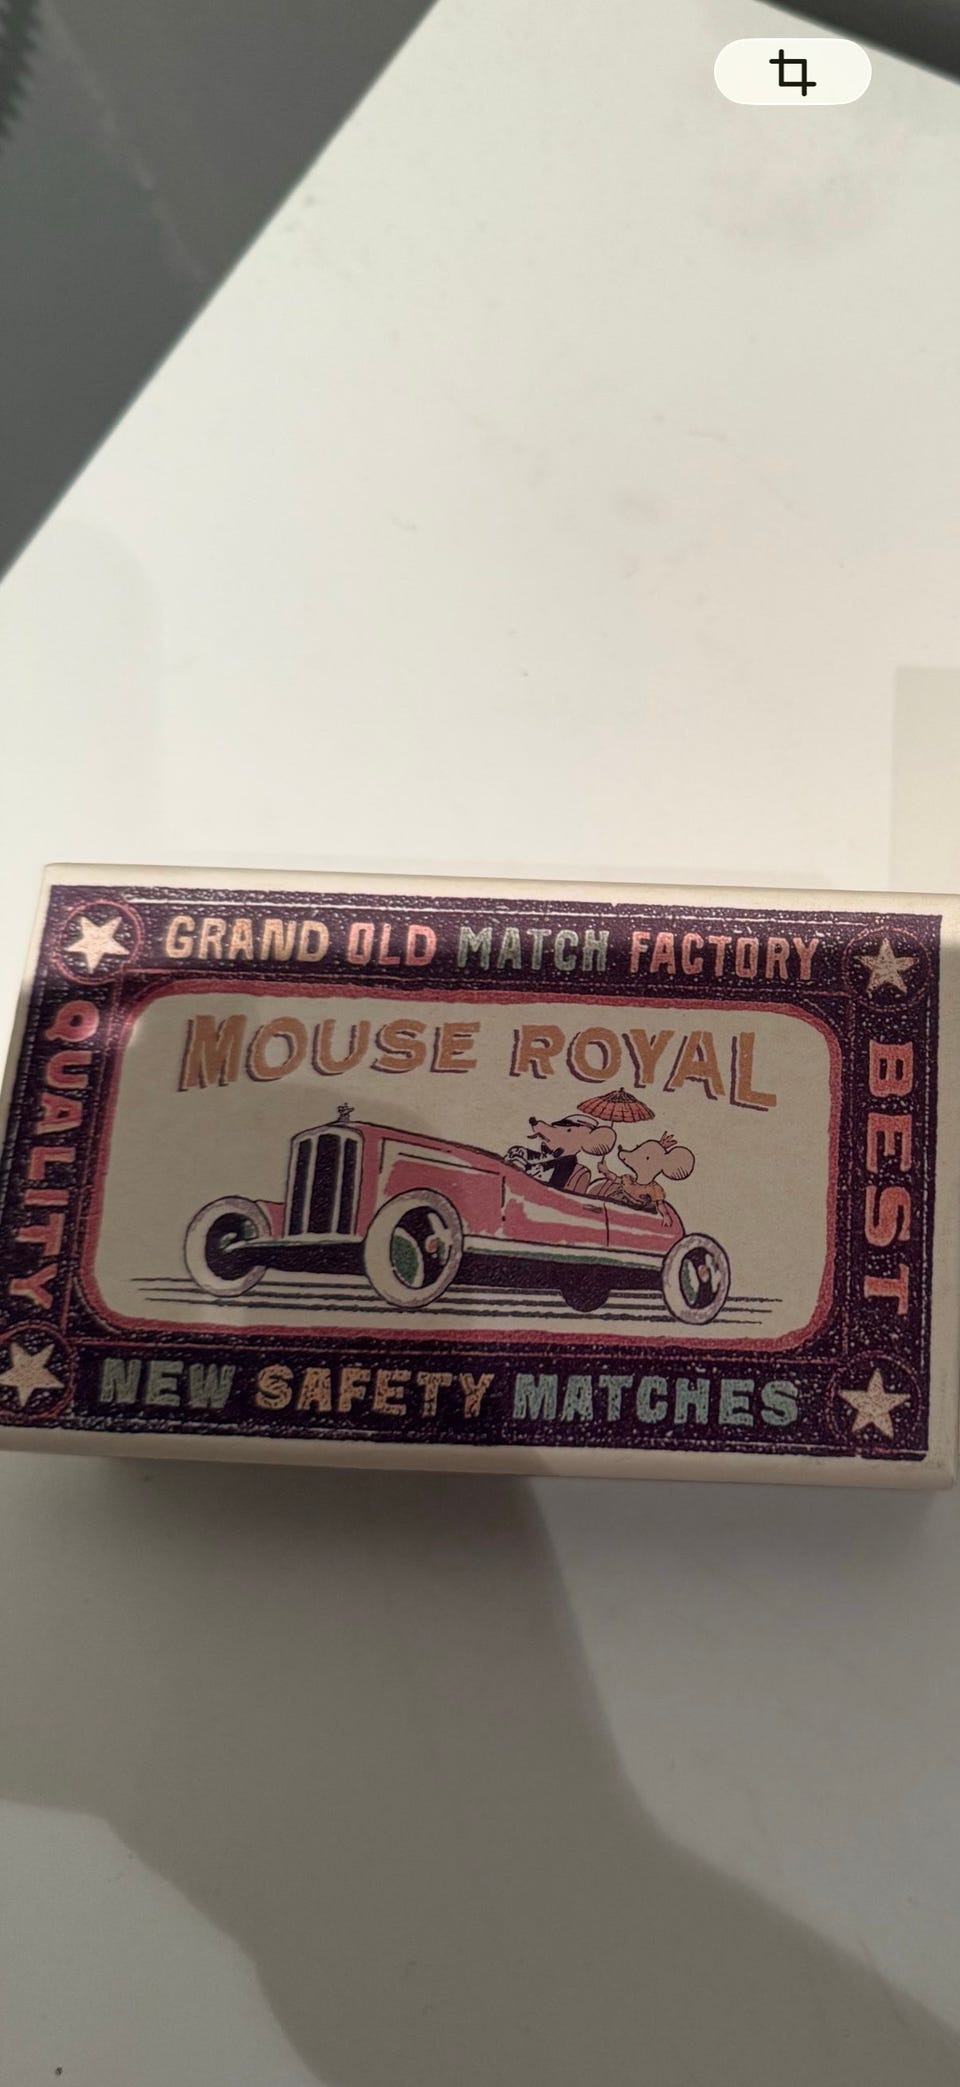 GRAND OLD MATCH FACTORY
QUALITY
MOUSE ROYAL
BEST
NEW SAFETY MATCHES